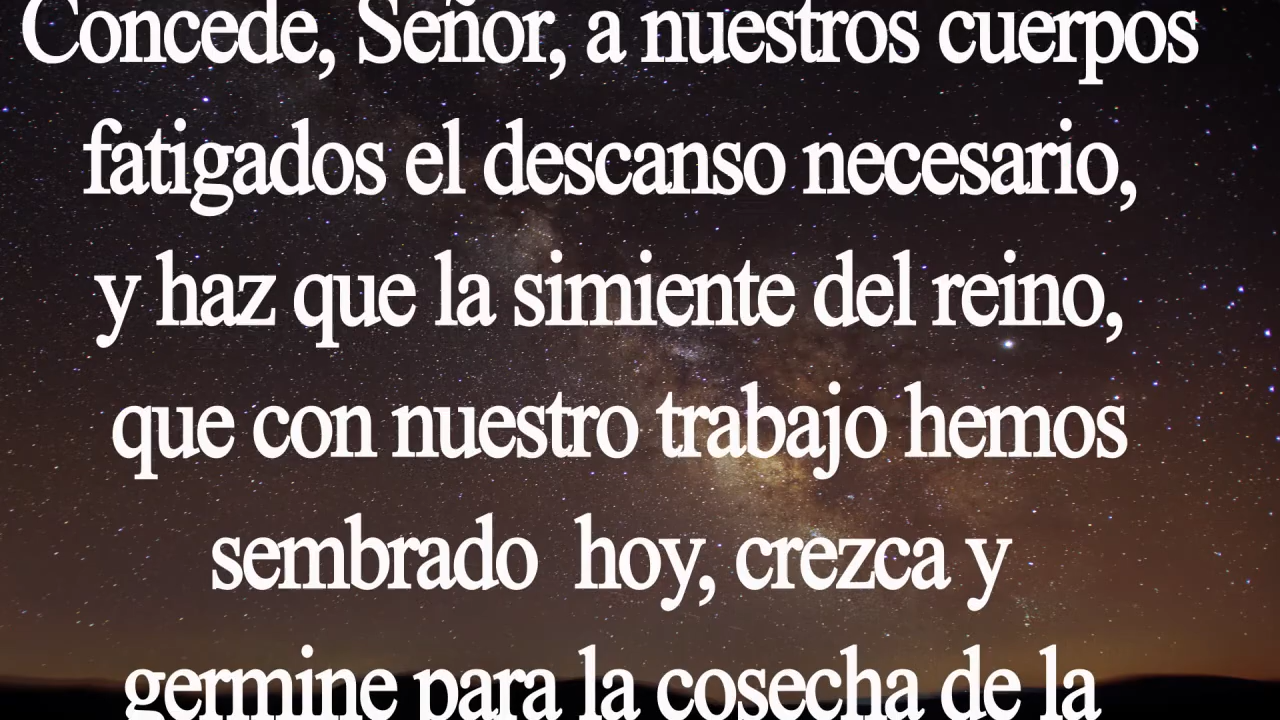 Concede, Señor, a nuestros cuerpos
fatigados el descanso necesario,
y haz que la simiente del reino,
que con nuestro trabajo hemos
sembrado hoy, crezca y
germine para la cosecha de la